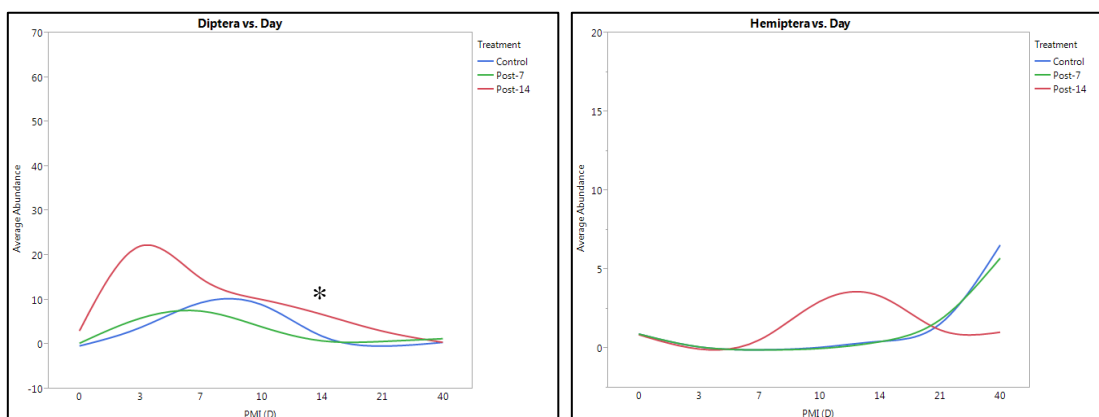 Diptera vs. Day
70
60
50
40
30
20
10
0
-10
Average Abundance
0 3 7 10 14 21 40
PMI (D)
*
Treatment
Control
Post-7
Post-14
Hemiptera vs. Day
20
15
10
5
0
Average Abundance
0 3 7 10 14 21 40
PMI (D)
Treatment
Control
Post-7
Post-14